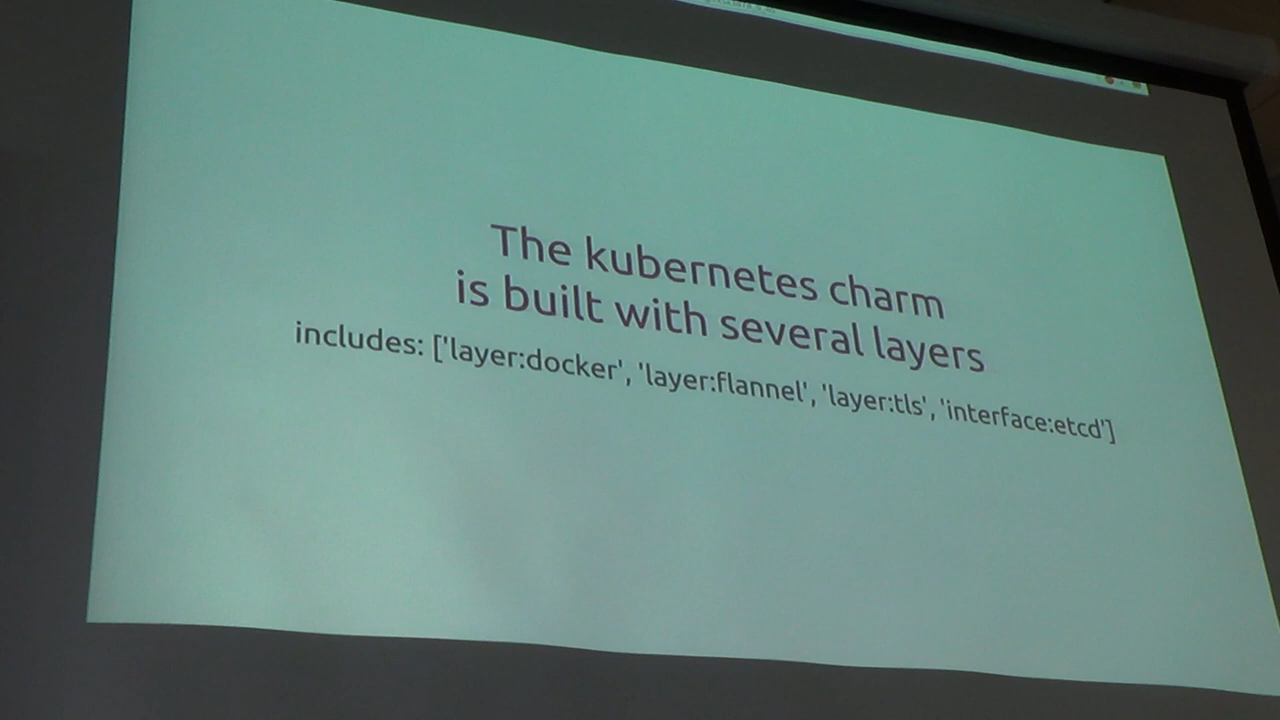 The kubernetes charm
is built with several layers
includes: ['layer:docker', 'layer:flannel', 'layer:tls', 'interface:etcd']